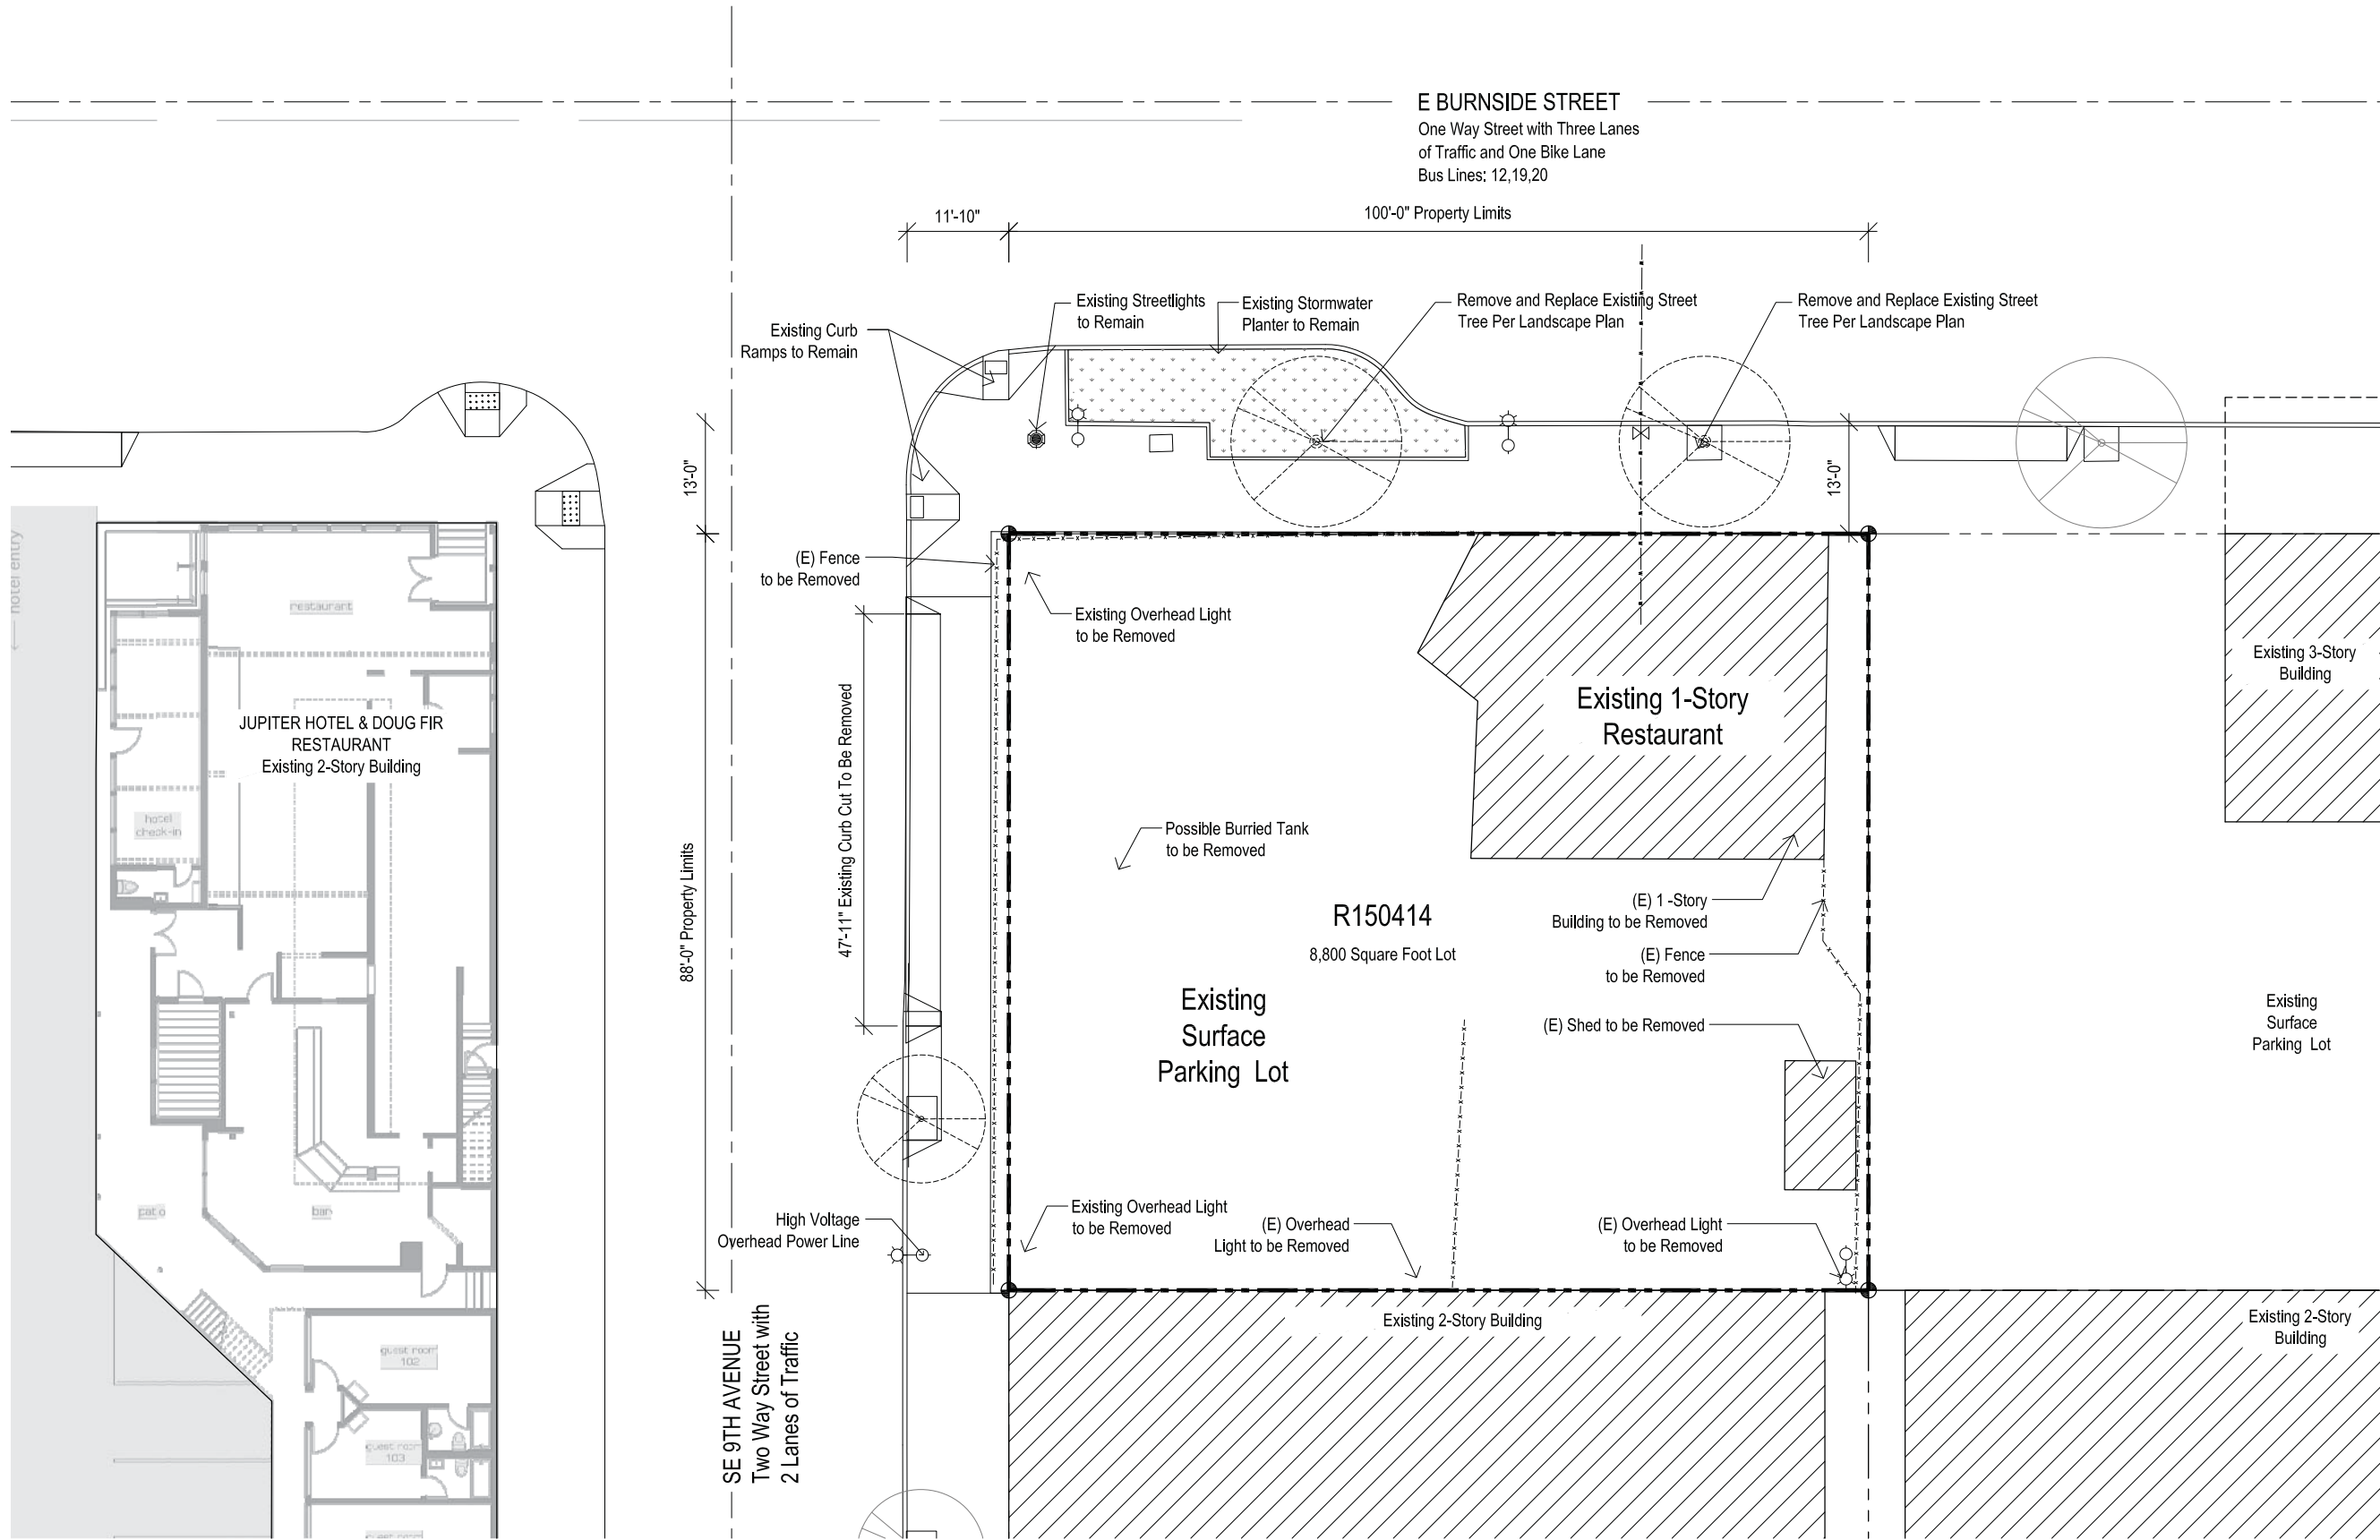 E BURNSIDE STREET
One Way Street with Three Lanes
of Traffic and One Bike Lane
Bus Lines: 12,19,20
11'-10"
100'-0" Property Limits
Existing Curb
Ramps to Remain
Existing Streetlights
to Remain
Existing Stormwater
Planter to Remain
Remove and Replace Existing Street
Tree Per Landscape Plan
Remove and Replace Existing Street
Tree Per Landscape Plan
13'-0"
13'-0"
← hotel entry
restaurant
(E) Fence
to be Removed
Existing Overhead Light
to be Removed
JUPITER HOTEL & DOUG FIR
RESTAURANT
Existing 2-Story Building
hotel
check-in
88'-0" Property Limits
47'-11" Existing Curb Cut To Be Removed
Existing 1-Story
Restaurant
Existing 3-Story
Building
Possible Burried Tank
to be Removed
R150414
8,800 Square Foot Lot
(E) 1 -Story
Building to be Removed
(E) Fence
to be Removed
Existing
Surface
Parking Lot
(E) Shed to be Removed
Existing
Surface
Parking Lot
patio
bar
High Voltage
Overhead Power Line
Existing Overhead Light
to be Removed
(E) Overhead
Light to be Removed
(E) Overhead Light
to be Removed
SE 9TH AVENUE
Two Way Street with
2 Lanes of Traffic
Existing 2-Story Building
Existing 2-Story
Building
guest room
102
guest room
103
guest room